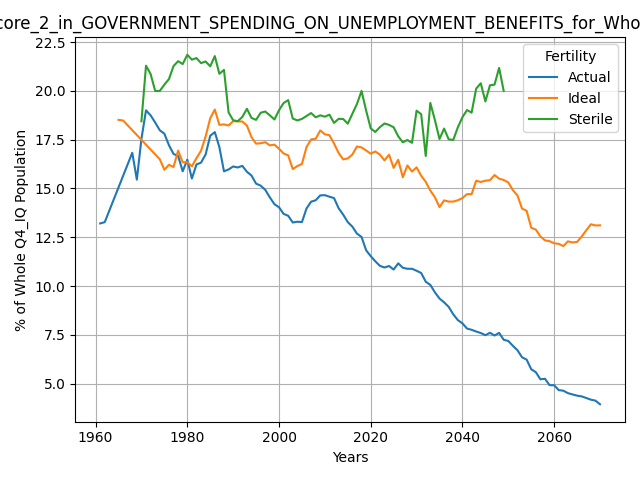 core_2_in_GOVERNMENT_SPENDING_ON_UNEMPLOYMENT_BENEFITS_for_Who
Fertility
Actual
Ideal
Sterile
% of Whole Q4_IQ Population
22.5
20.0
17.5
15.0
12.5
10.0
7.5
5.0
1960
1980
2000
2020
2040
2060
Years